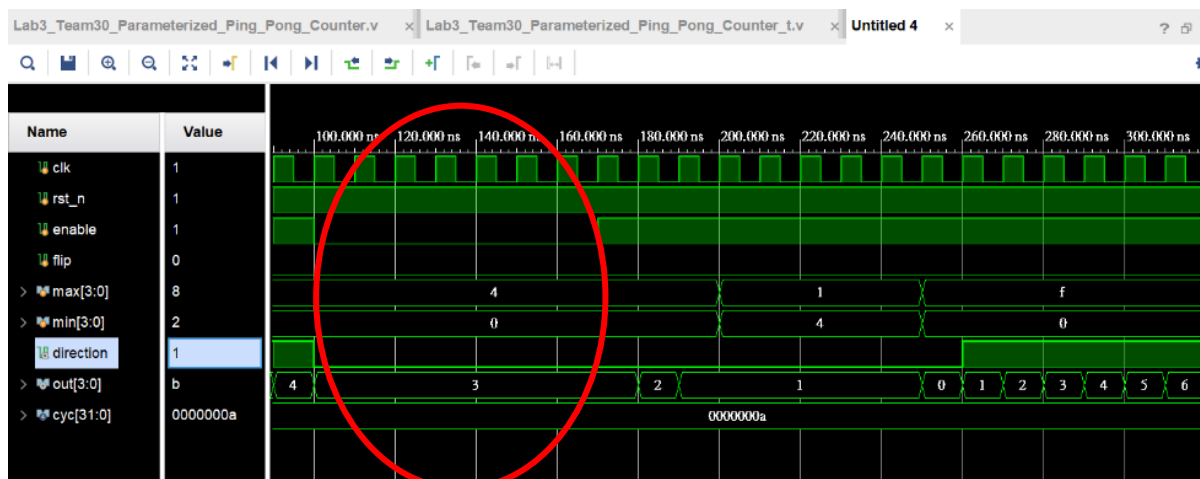 Lab3_Team30_Parameterized_Ping_Pong_Counter.v × Lab3_Team30_Parameterized_Ping_Pong_Counter_t.v × Untitled 4 × ?
Name Value 100.000 ns 120.000 ns 140.000 ns 160.000 ns 180.000 ns 200.000 ns 220.000 ns 240.000 ns 260.000 ns 280.000 ns 300.000 ns
clk 1
rst_n 1
enable 1
flip 0
max[3:0] 8 4 1 f
min[3:0] 2 0 4 0
direction 1
out[3:0] b 4 3 2 1 0 1 2 3 4 5 6
cyc[31:0] 0000000a 0000000a